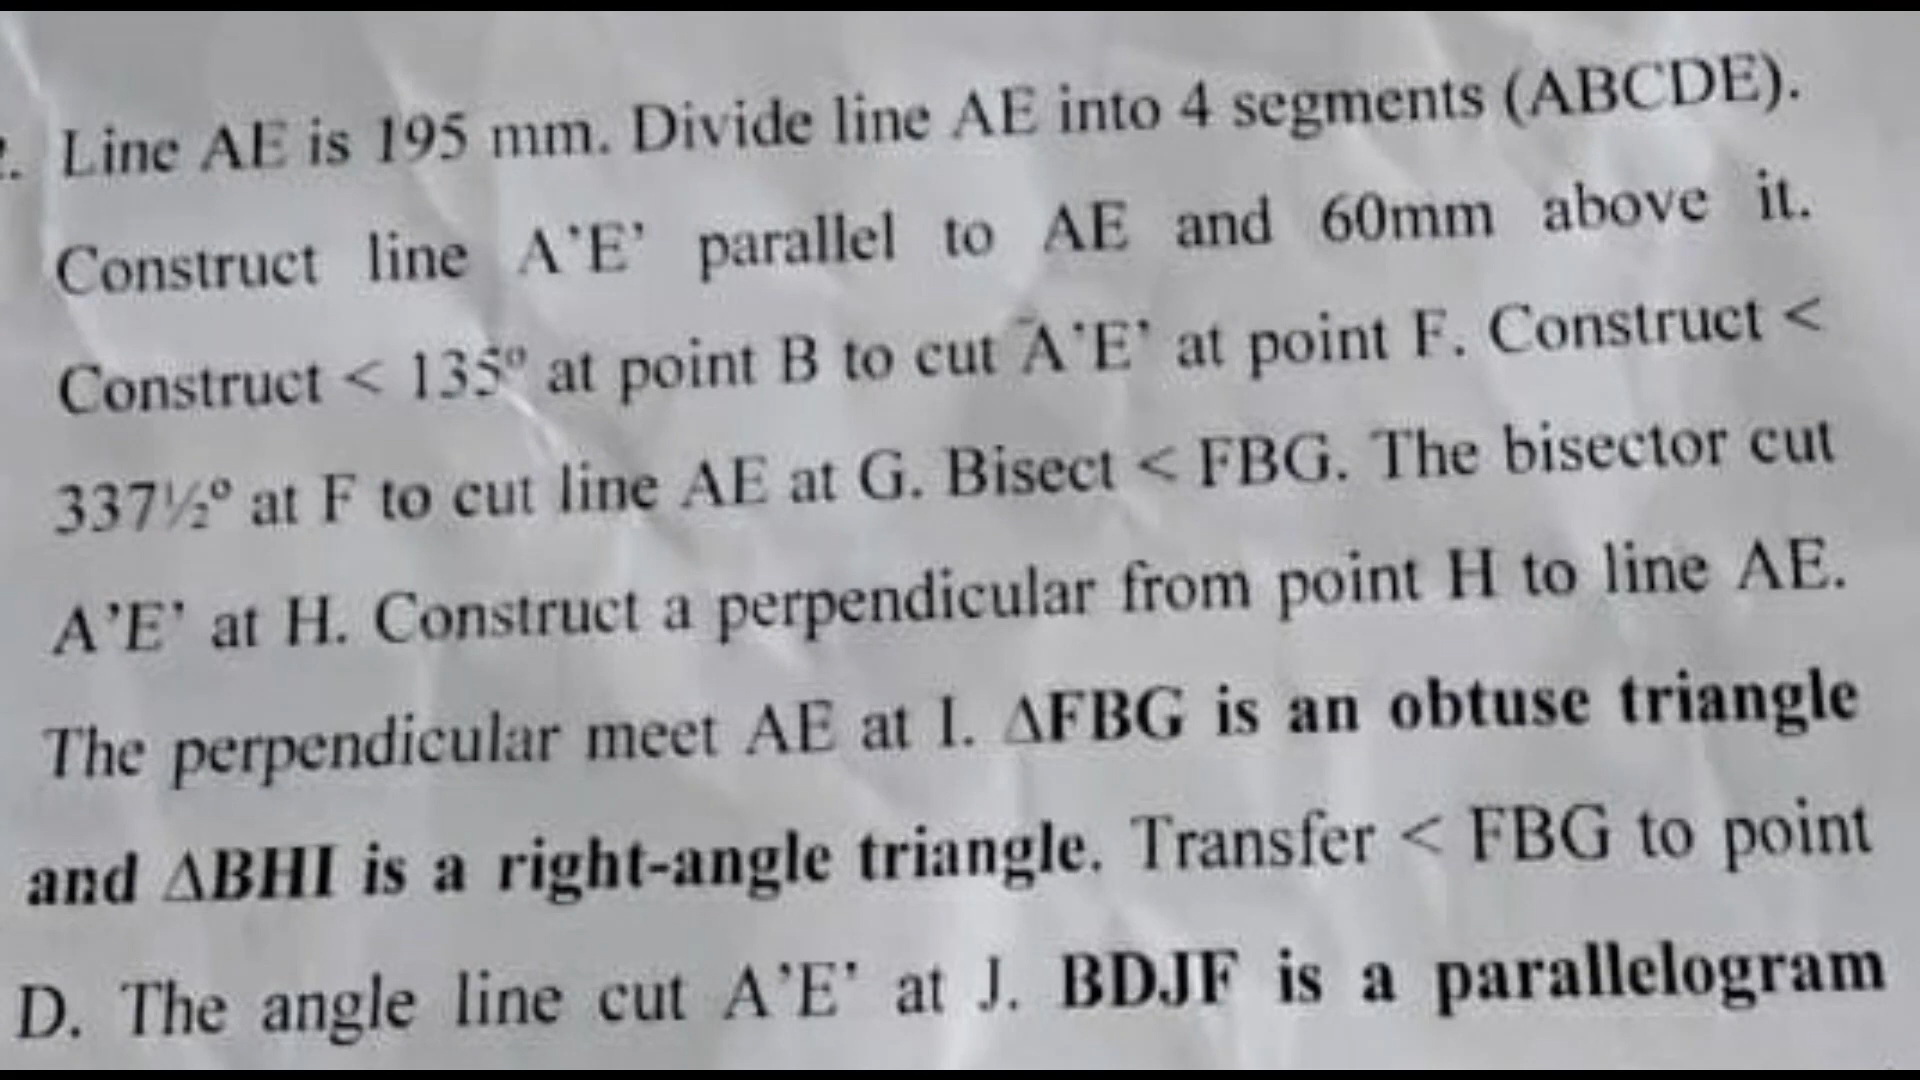 . Line AE is 195 mm. Divide line AE into 4 segments (ABCDE).
Construct line A'E' parallel to AE and 60mm above it.
Construct < 135° at point B to cut A'E' at point F. Construct <
337½° at F to cut line AE at G. Bisect < FBG. The bisector cut
A'E' at H. Construct a perpendicular from point H to line AE.
The perpendicular meet AE at I. ΔFBG is an obtuse triangle
and ΔBHI is a right-angle triangle. Transfer < FBG to point
D. The angle line cut A'E' at J. BDJF is a parallelogram